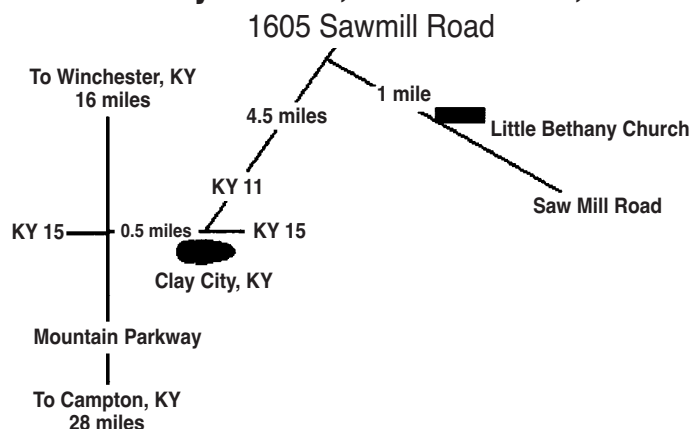 1605 Sawmill Road
To Winchester, KY
16 miles
1 mile
4.5 miles
Little Bethany Church
KY 11
Saw Mill Road
KY 15
0.5 miles
KY 15
Clay City, KY
Mountain Parkway
To Campton, KY
28 miles